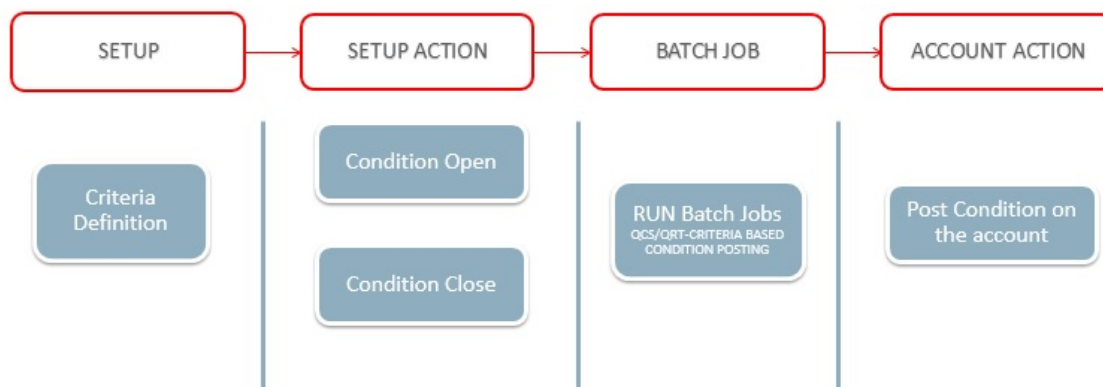 SETUP
SETUP ACTION
BATCH JOB
ACCOUNT ACTION
Criteria
Definition
Condition Open
Condition Close
RUN Batch Jobs
QCS/QRT-CRITERIA BASED
CONDITION POSTING
Post Condition on
the account